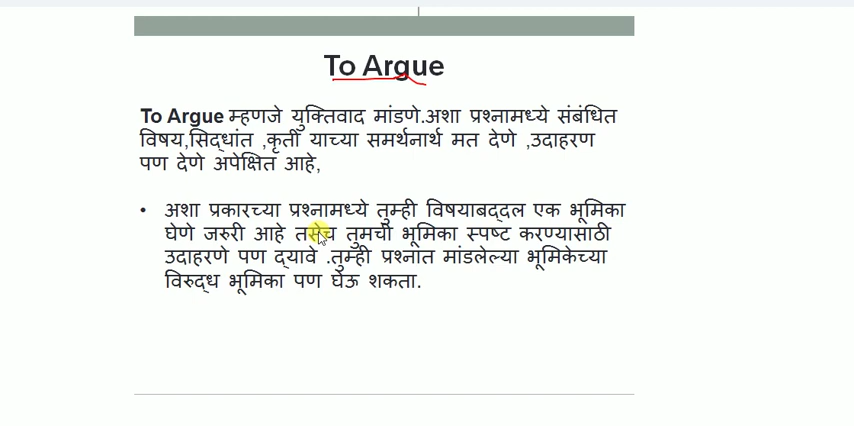 To Argue
To Argue म्हणजे युक्तिवाद मांडणे.अशा प्रश्नामध्ये संबंधित
विषय,सिद्धांत ,कृती याच्या समर्थनार्थ मत देणे ,उदाहरण
पण देणे अपेक्षित आहे,
• अशा प्रकारच्या प्रश्नामध्ये तुम्ही विषयाबद्दल एक भूमिका
घेणे जरुरी आहे तसेच तुमची भूमिका स्पष्ट करण्यासाठी
उदाहरणे पण द्यावे .तुम्ही प्रश्नात मांडलेल्या भूमिकेच्या
विरुद्ध भूमिका पण घेऊ शकता.